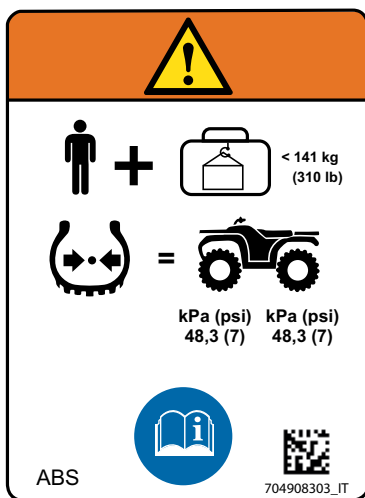 < 141 kg
(310 lb)
kPa (psi) kPa (psi)
48,3 (7) 48,3 (7)
ABS
704908303_IT